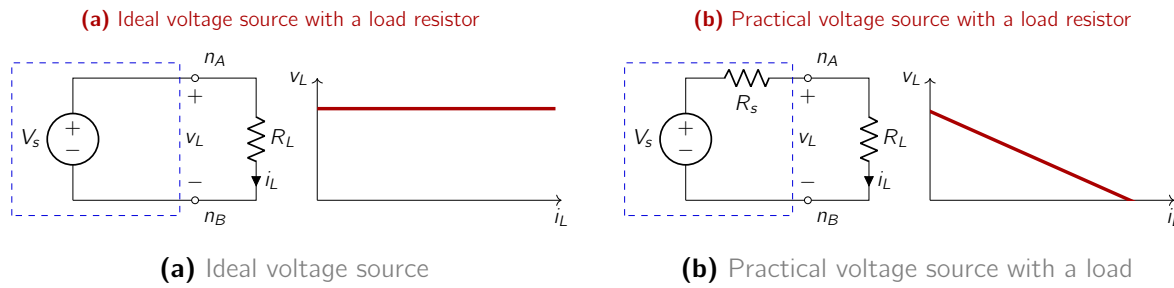 (a) Ideal voltage source with a load resistor
n_A
+
V_s
+
−
v_L
R_L
−
i_L
n_B
v_L
i_L
(a) Ideal voltage source
(b) Practical voltage source with a load resistor
n_A
R_s
+
V_s
+
−
v_L
R_L
−
i_L
n_B
v_L
i_L
(b) Practical voltage source with a load